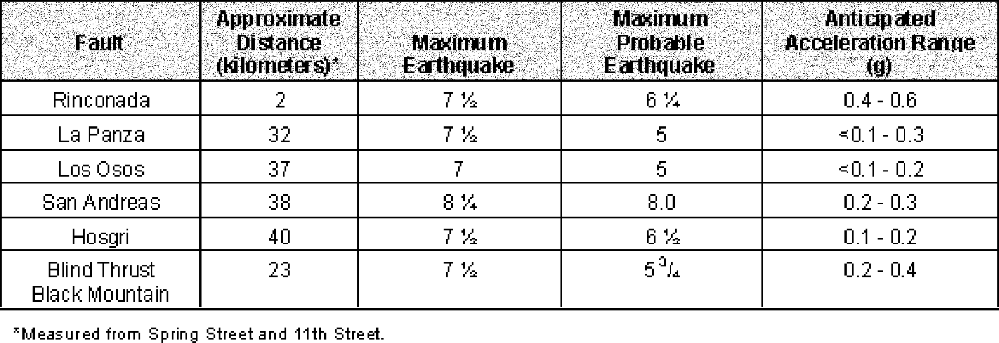 Fault | Approximate Distance (kilometers)* | Maximum Earthquake | Maximum Probable Earthquake | Anticipated Acceleration Range (g)
Rinconada | 2 | 7 ½ | 6 ¼ | 0.4 - 0.6
La Panza | 32 | 7 ½ | 5 | <0.1 - 0.3
Los Osos | 37 | 7 | 5 | <0.1 - 0.2
San Andreas | 38 | 8 ¼ | 8.0 | 0.2 - 0.3
Hosgri | 40 | 7 ½ | 6 ½ | 0.1 - 0.2
Blind Thrust Black Mountain | 23 | 7 ½ | 5 3/4 | 0.2 - 0.4
*Measured from Spring Street and 11th Street.